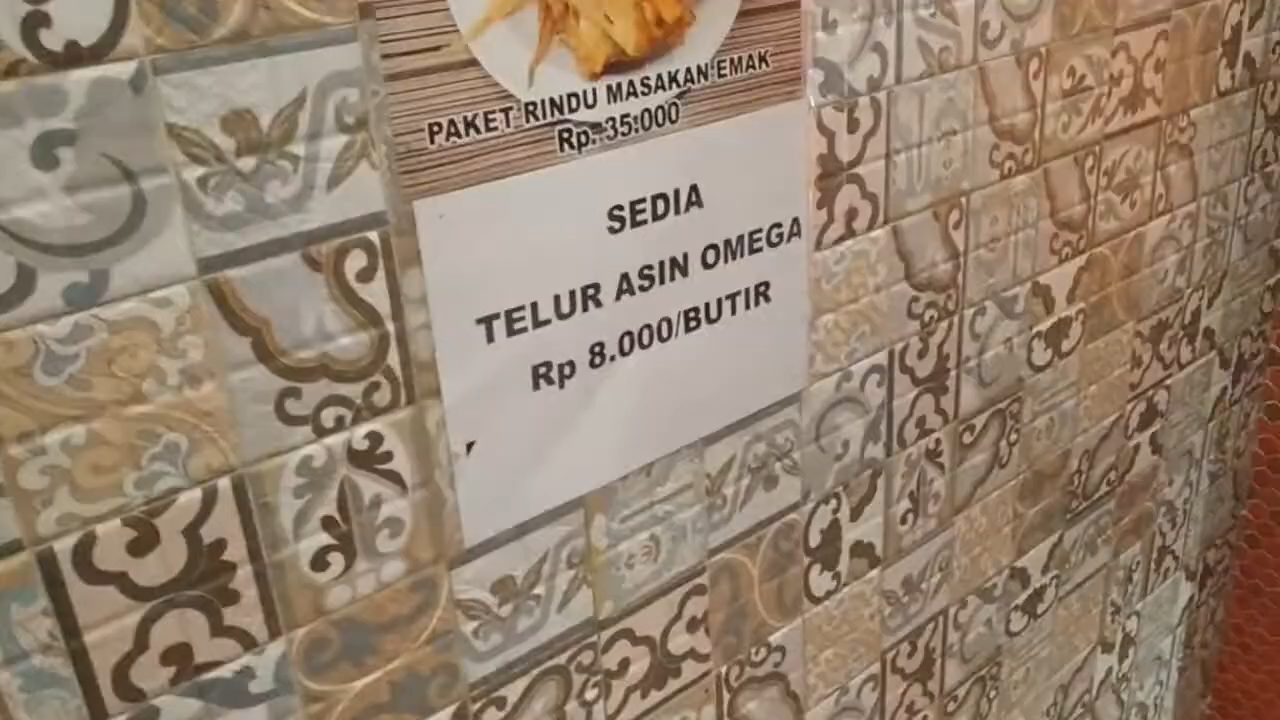 PAKET RINDU MASAKAN EMAK
Rp. 35.000
SEDIA
TELUR ASIN OMEGA
Rp 8.000/BUTIR